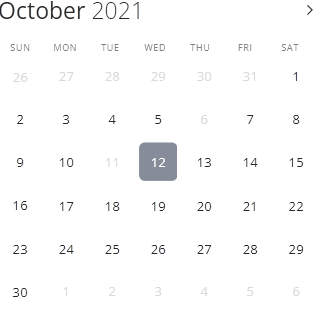 October 2021
SUN MON TUE WED THU FRI SAT
26 27 28 29 30 31 1
2 3 4 5 6 7 8
9 10 11 12 13 14 15
16 17 18 19 20 21 22
23 24 25 26 27 28 29
30 1 2 3 4 5 6